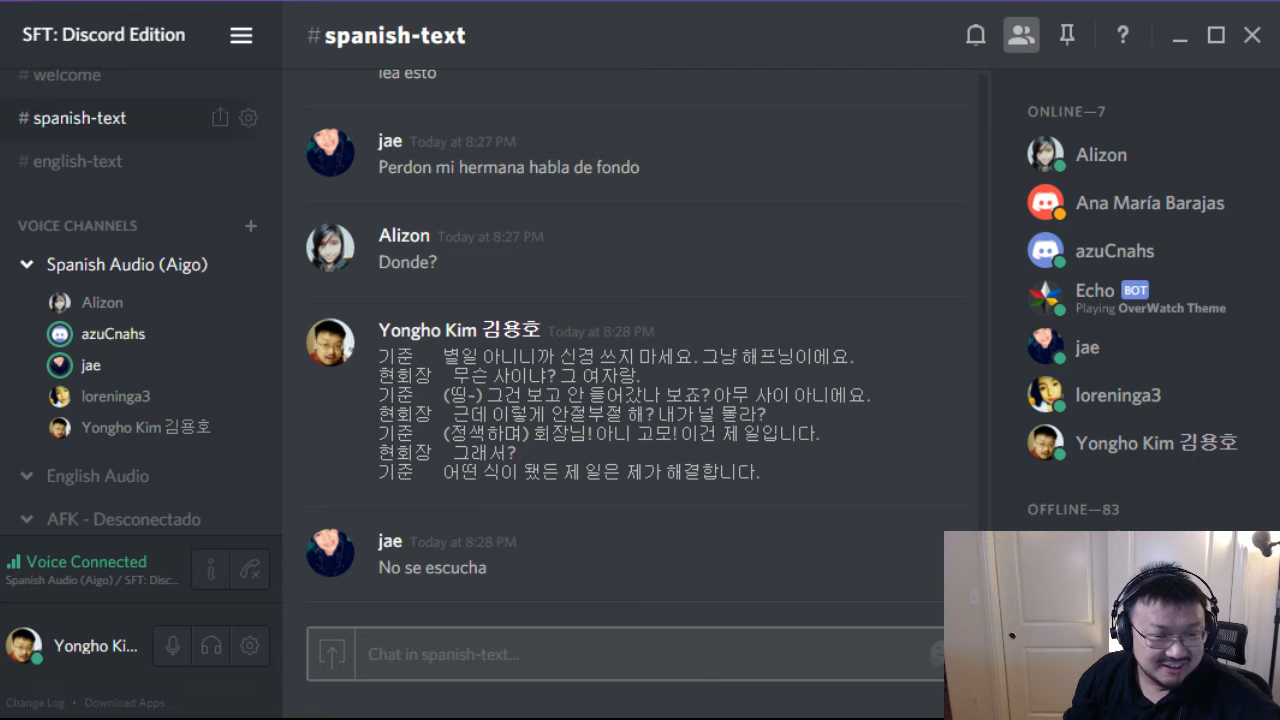 SFT: Discord Edition
# welcome
# spanish-text
# english-text
VOICE CHANNELS
Spanish Audio (Aigo)
Alizon
azuCnahs
jae
loreninga3
Yongho Kim 김용호
English Audio
AFK - Desconectado
Voice Connected
Spanish Audio (Aigo) / SFT: Disc...
Yongho Ki...
Change Log • Download Apps
#spanish-text
lea esto
jae Today at 8:27 PM
Perdon mi hermana habla de fondo
Alizon Today at 8:27 PM
Donde?
Yongho Kim 김용호 Today at 8:28 PM
기준 별일 아니니까 신경 쓰지 마세요. 그냥 해프닝이에요.
현회장 무슨 사이냐? 그 여자랑.
기준 (띵~) 그건 보고 안 들어갔나 보죠? 아무 사이 아니에요.
현회장 근데 이렇게 안절부절 해? 내가 널 몰라?
기준 (정색하며) 회장님! 아니 고모! 이건 제 일입니다.
현회장 그래서?
기준 어떤 식이 됐든 제 일은 제가 해결합니다.
jae Today at 8:28 PM
No se escucha
Chat in spanish-text...
ONLINE—7
Alizon
Ana María Barajas
azuCnahs
Echo BOT
Playing OverWatch Theme
jae
loreninga3
Yongho Kim 김용호
OFFLINE—83